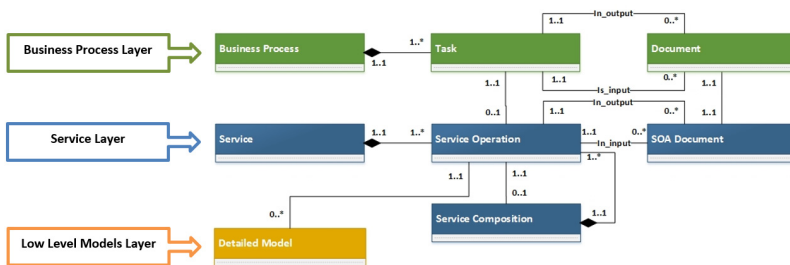 In_output
1..1
0..*
Business Process Layer
Business Process
Task
Document
1..*
1..1
1..1
1..1
0..*
Is_input
In_output
1..1
0..1
1..1
0..*
1..1
Service Layer
Service
Service Operation
SOA Document
1..1
1..*
1..1
0..*
In_input
1..*
1..1
1..1
0..1
0..*
Service Composition
1..1
Low Level Models Layer
Detailed Model